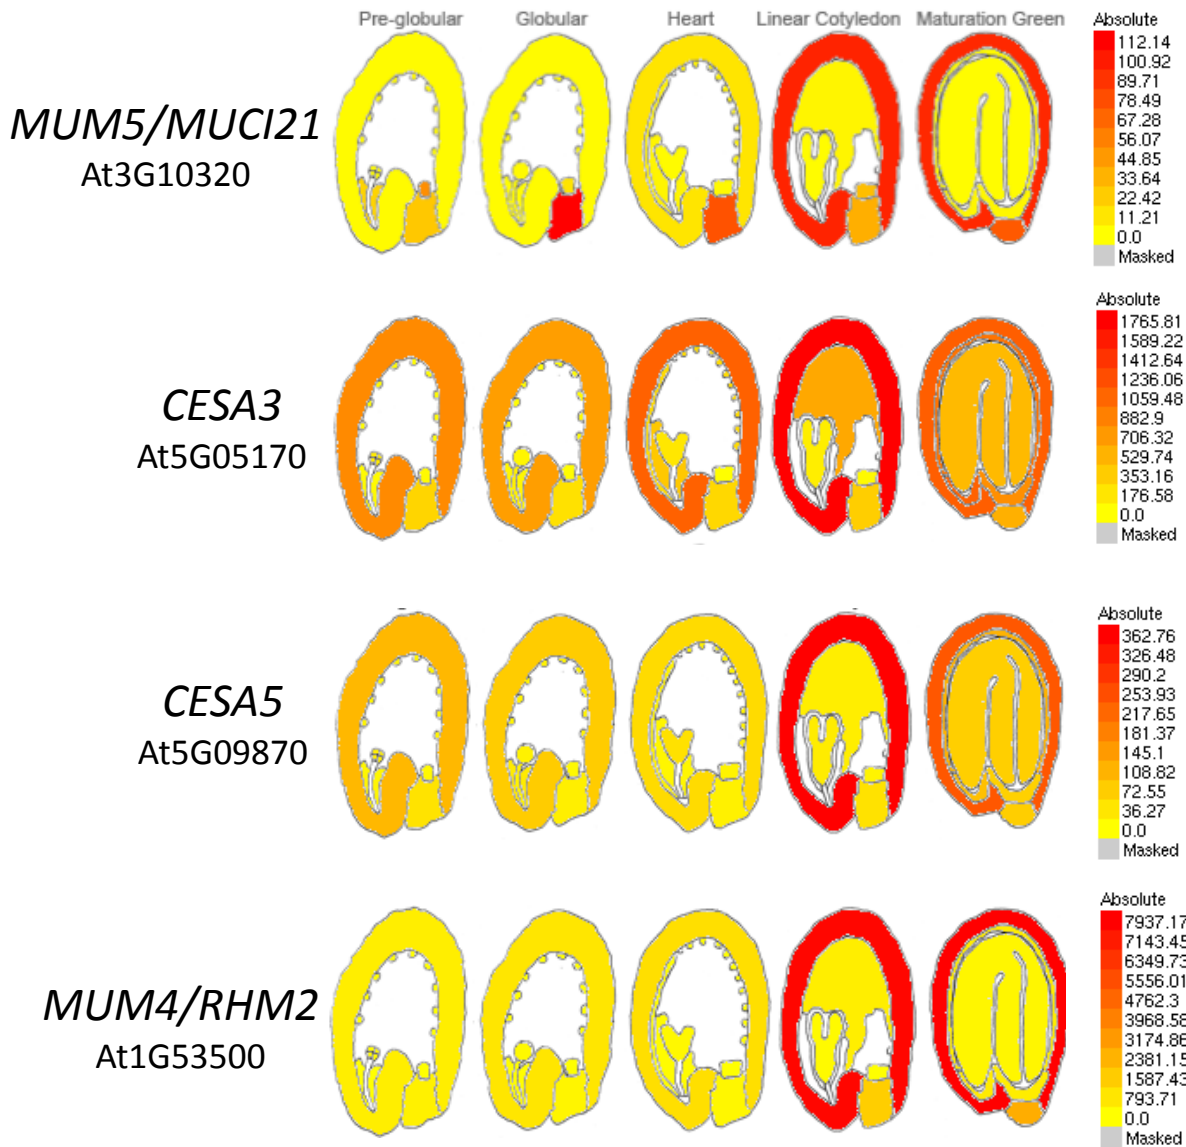 Pre-globular Globular Heart Linear Cotyledon Maturation Green
MUM5/MUCI21
At3G10320
Absolute
112.14
100.92
89.71
78.49
67.28
56.07
44.85
33.64
22.42
11.21
0.0
Masked
CESA3
At5G05170
Absolute
1765.81
1589.22
1412.64
1236.06
1059.48
882.9
706.32
529.74
353.16
176.58
0.0
Masked
CESA5
At5G09870
Absolute
362.76
326.48
290.2
253.93
217.65
181.37
145.1
108.82
72.55
36.27
0.0
Masked
MUM4/RHM2
At1G53500
Absolute
7937.17
7143.45
6349.73
5556.01
4762.3
3968.58
3174.86
2381.15
1587.43
793.71
0.0
Masked